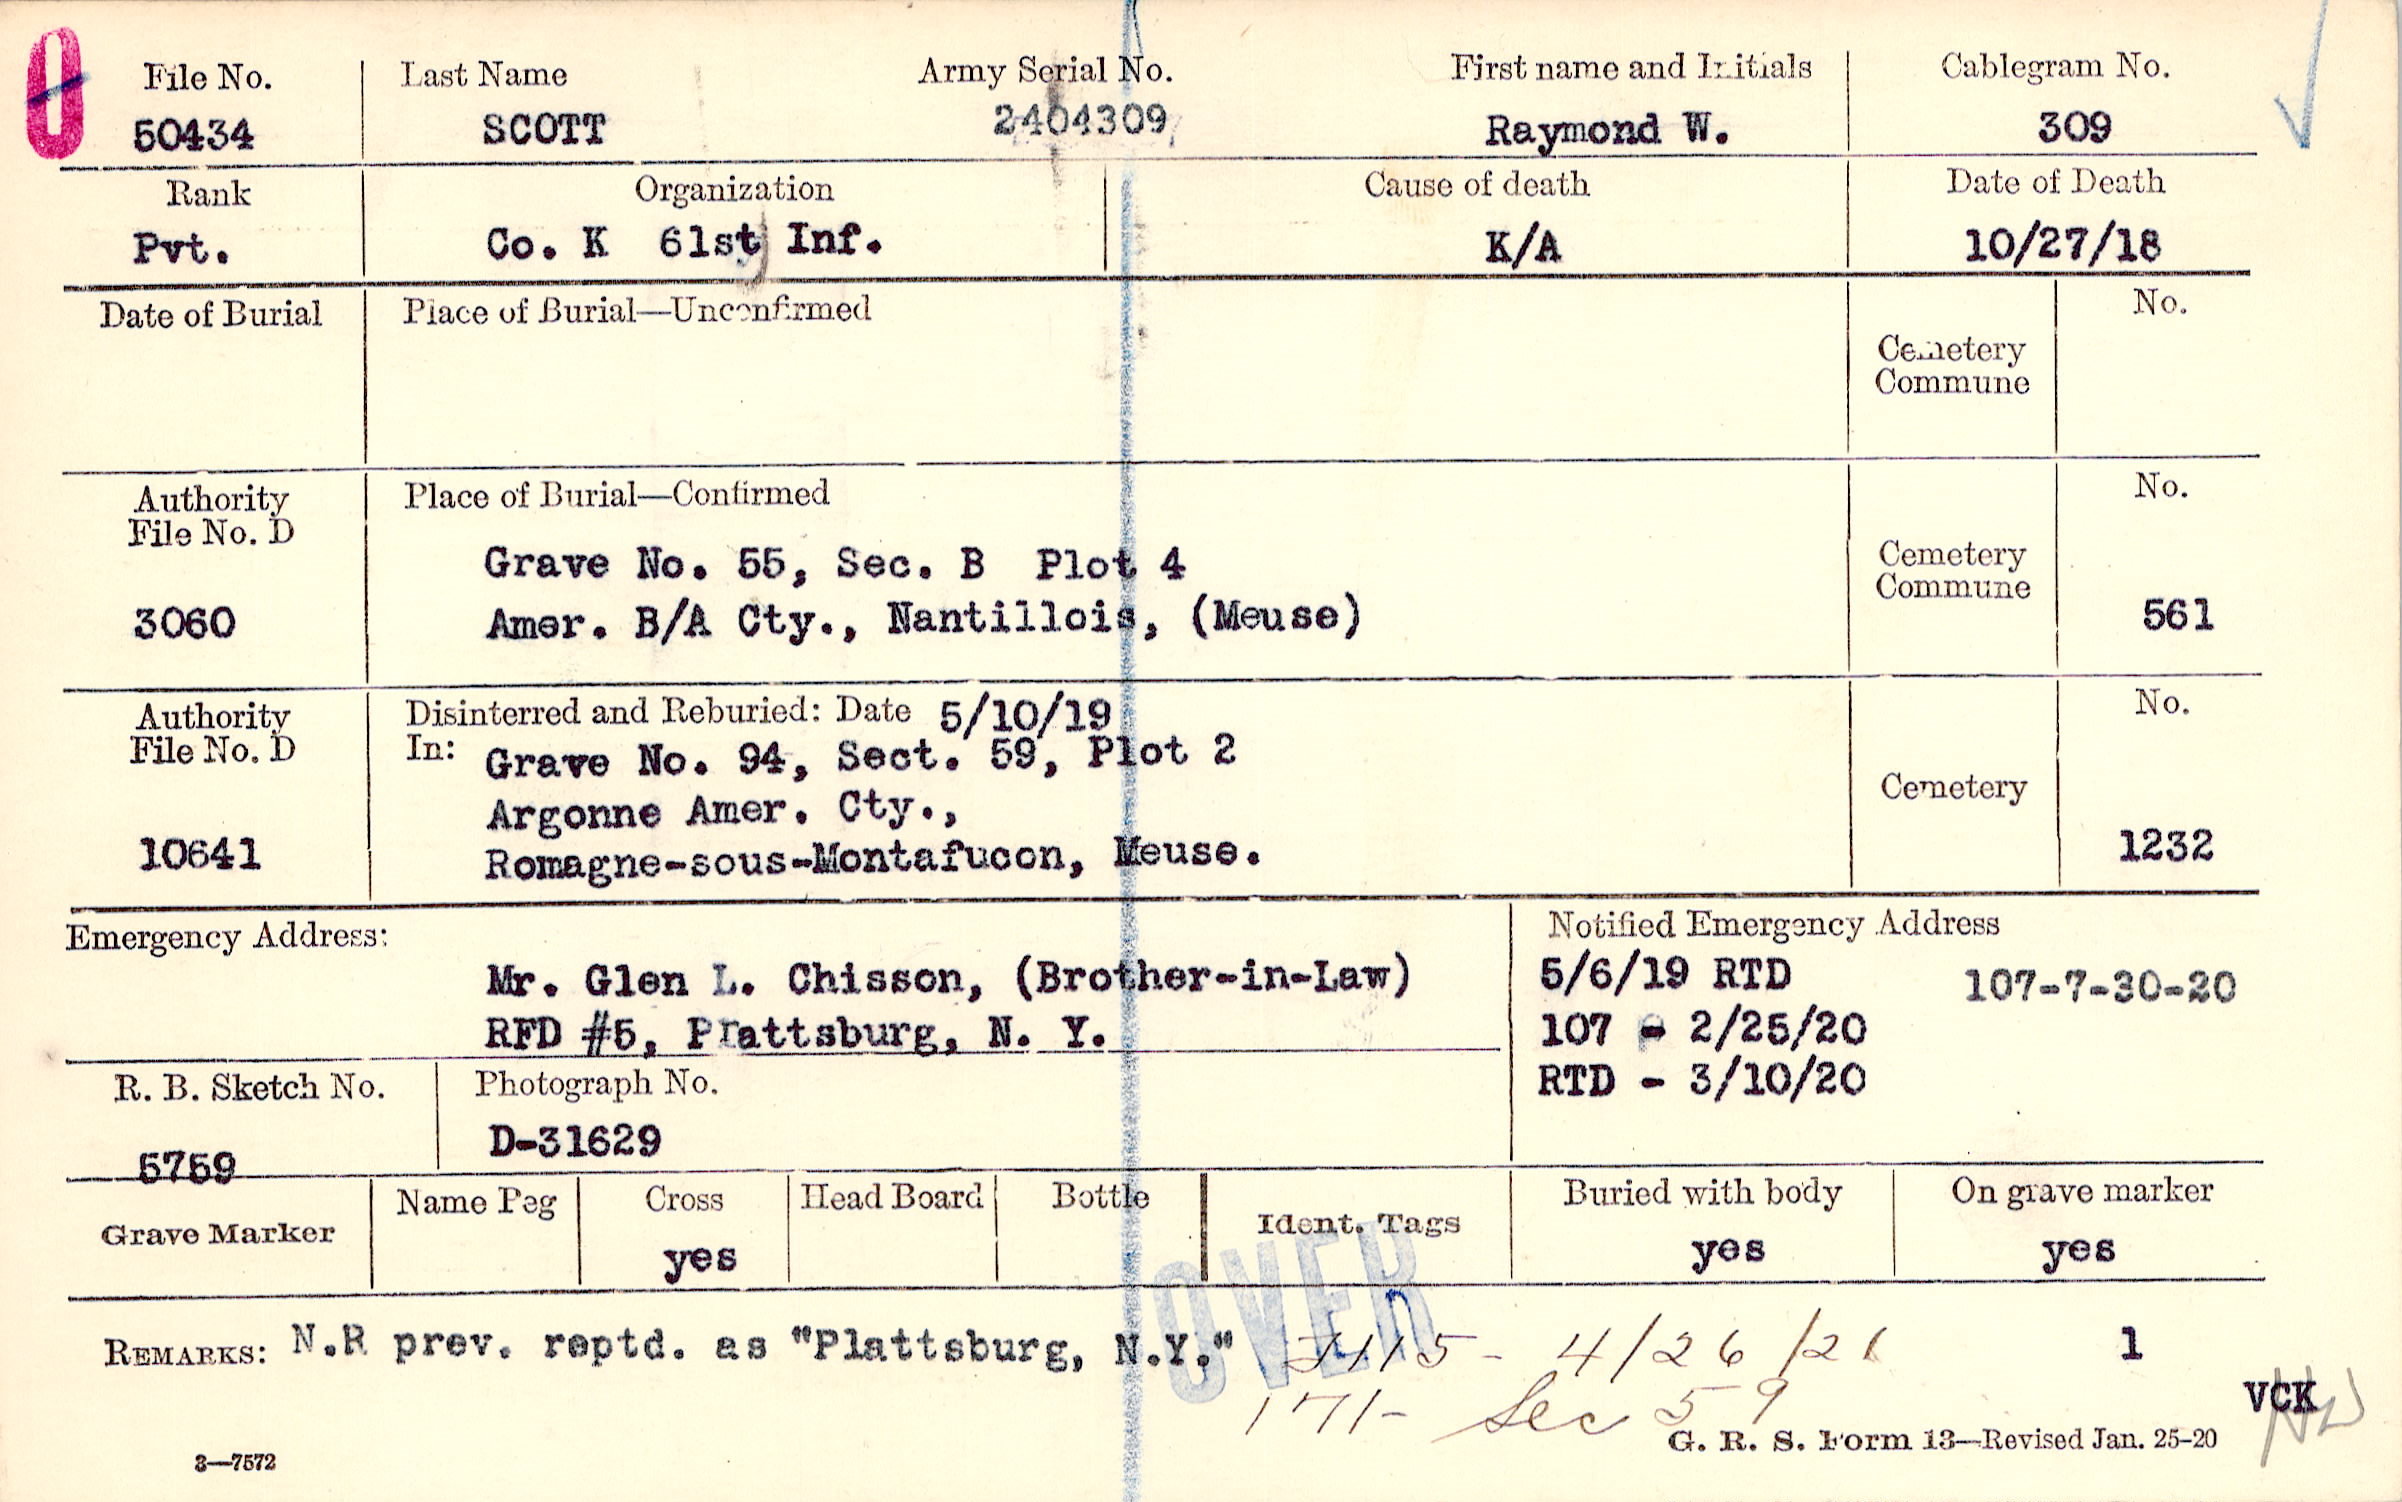 File No. Last Name Army Serial No. First name and Initials Cablegram No.
50434 SCOTT 2404309 Raymond W. 309
Rank Organization Cause of death Date of Death
Pvt. Co. K 61st Inf. K/A 10/27/18
Date of Burial Place of Burial—Unconfirmed No.
Cemetery
Commune
Authority Place of Burial—Confirmed No.
File No. D
Grave No. 55, Sec. B Plot 4 Cemetery
Commune
3060 Amer. B/A Cty., Nantillois, (Meuse) 561
Authority Disinterred and Reburied: Date 5/10/19 No.
File No. D In: Grave No. 94, Sect. 59, Plot 2
Argonne Amer. Cty., Cemetery
10641 Romagne-sous-Montafucon, Meuse. 1232
Emergency Address: Notified Emergency Address
Mr. Glen L. Chisson, (Brother-in-Law) 5/6/19 RTD 107-7-30-20
RFD #5, Plattsburg, N. Y. 107 - 2/25/20
R. B. Sketch No. Photograph No. RTD - 3/10/20
5759 D-31629
Grave Marker Name Peg Cross Head Board Bottle Ident. Tags Buried with body On grave marker
yes yes yes
OVER
REMARKS: N.R prev. reptd. as "Plattsburg, N.Y." - 4/26/21 1
171- Sec 59 VCK
3—7572 G. R. S. Form 13—Revised Jan. 25-20